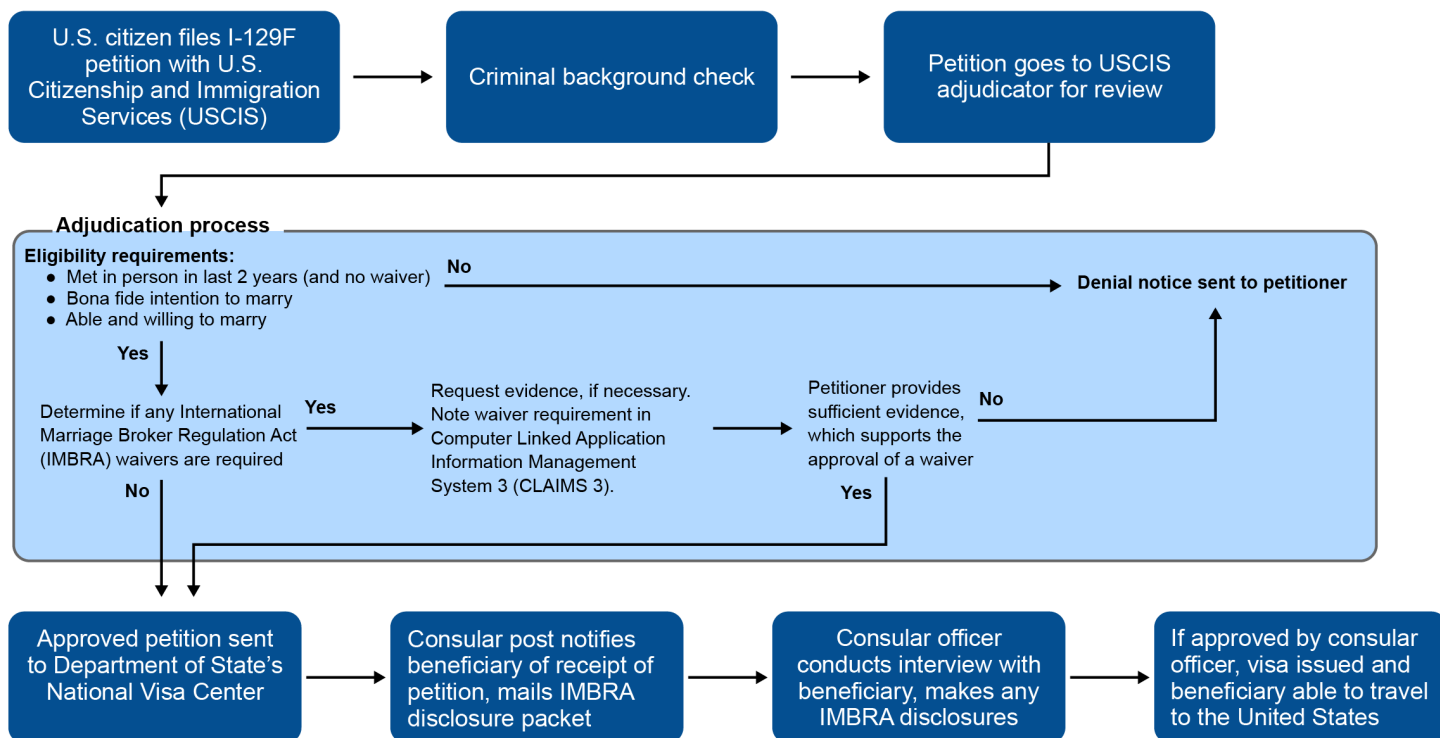 U.S. citizen files I-129F
petition with U.S.
Citizenship and Immigration
Services (USCIS)
Criminal background check
Petition goes to USCIS
adjudicator for review
Adjudication process
Eligibility requirements:
● Met in person in last 2 years (and no waiver)
● Bona fide intention to marry
● Able and willing to marry
No
Denial notice sent to petitioner
Yes
Determine if any International
Marriage Broker Regulation Act
(IMBRA) waivers are required
Yes
Request evidence, if necessary.
Note waiver requirement in
Computer Linked Application
Information Management
System 3 (CLAIMS 3).
Petitioner provides
sufficient evidence,
which supports the
approval of a waiver
No
No
Yes
Approved petition sent
to Department of State’s
National Visa Center
Consular post notifies
beneficiary of receipt of
petition, mails IMBRA
disclosure packet
Consular officer
conducts interview with
beneficiary, makes any
IMBRA disclosures
If approved by consular
officer, visa issued and
beneficiary able to travel
to the United States